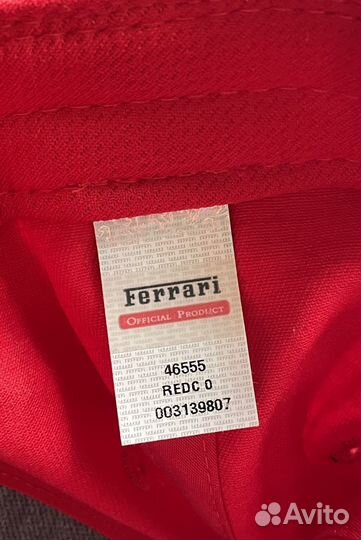 Ferrari
OFFICIAL PRODUCT
46555
REDC 0
003139807
Avito